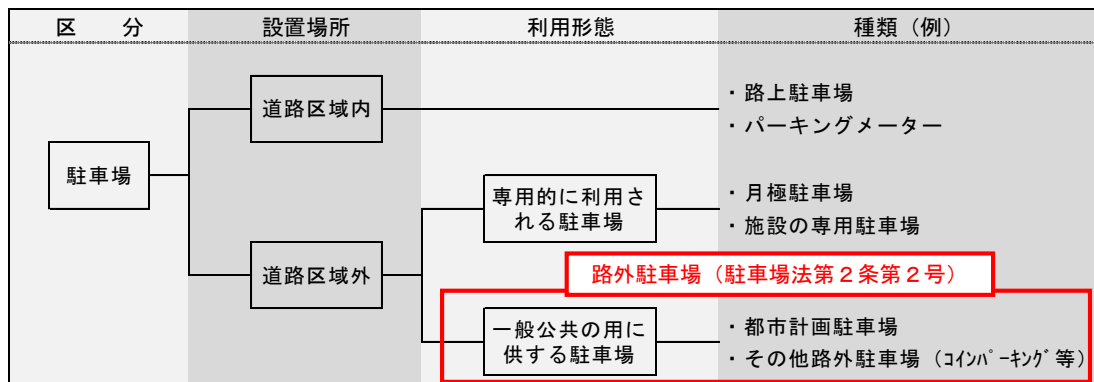 区　分　設置場所　利用形態　種類（例）
道路区域内
・路上駐車場
・パーキングメーター
駐車場
専用的に利用さ
れる駐車場
・月極駐車場
・施設の専用駐車場
道路区域外
路外駐車場（駐車場法第２条第２号）
一般公共の用に
供する駐車場
・都市計画駐車場
・その他路外駐車場（ｺｲﾝﾊﾟｰｷﾝｸﾞ等）